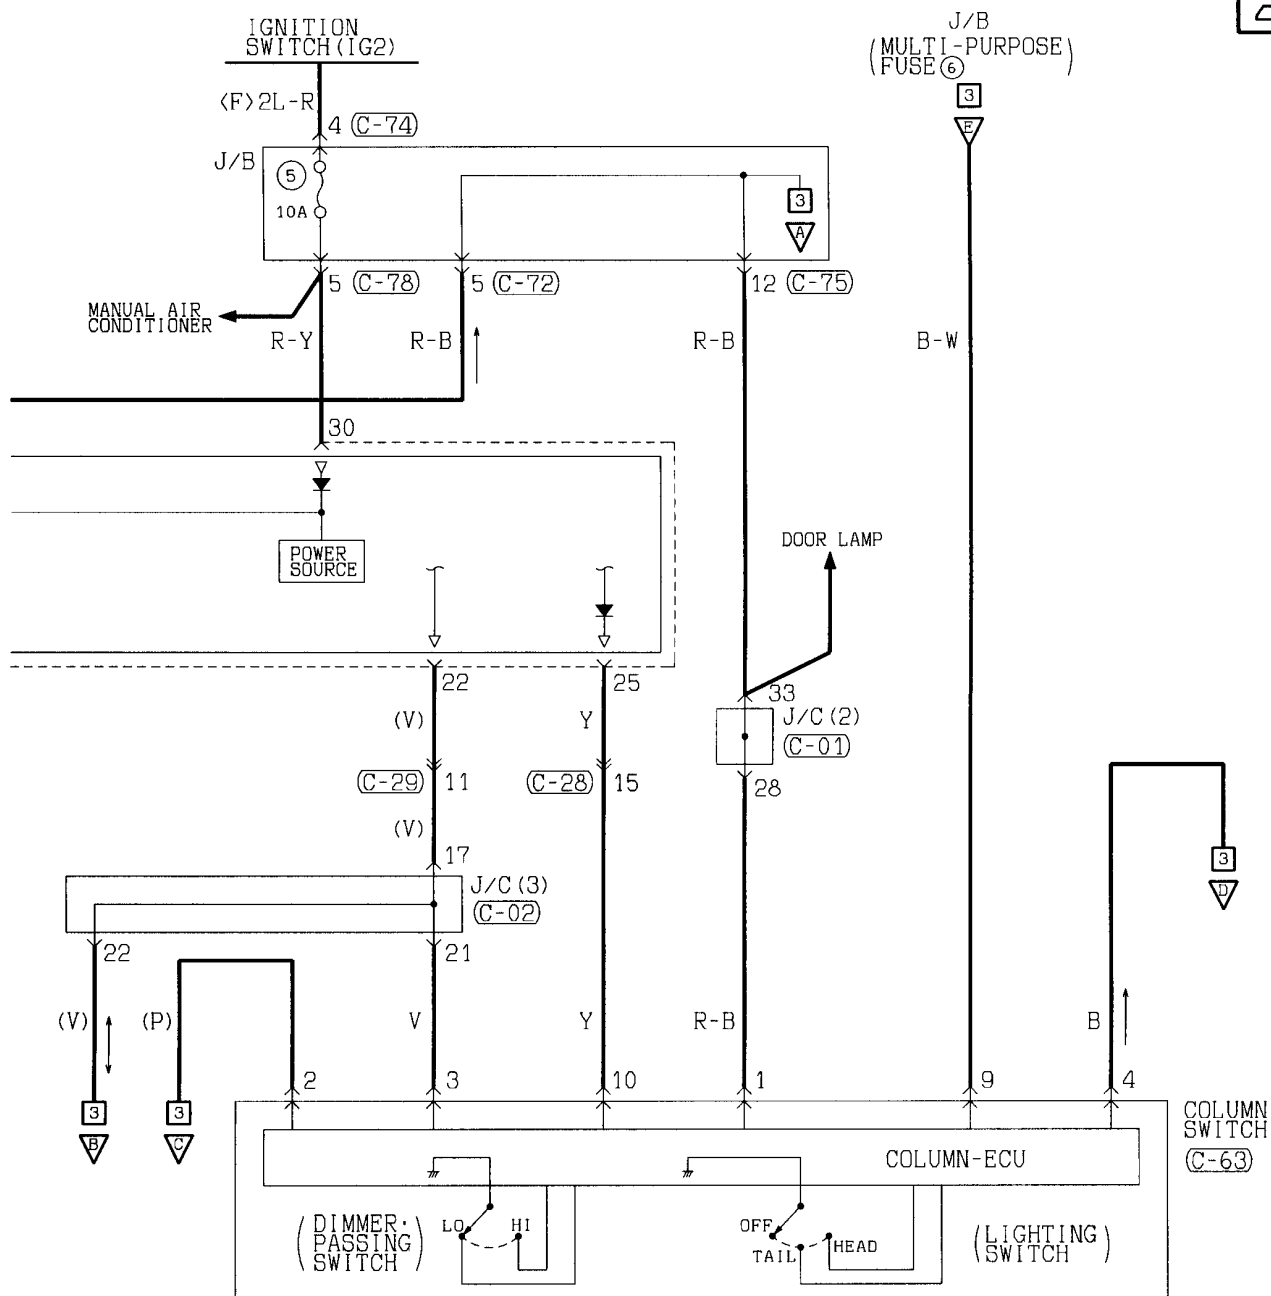 IGNITION
SWITCH(IG2)
J/B
(MULTI-PURPOSE)
FUSE⑥
3
E
<F>2L-R
4 (C-74)
J/B
5
10A
3
A
5 (C-78)
5 (C-72)
12 (C-75)
MANUAL AIR
CONDITIONER
R-Y
R-B
R-B
B-W
30
POWER
SOURCE
DOOR LAMP
22
25
33
(V)
Y
J/C(2)
(C-01)
(C-29) 11
(C-28) 15
28
(V)
17
J/C(3)
(C-02)
3
D
22
21
(V)
(P)
V
Y
R-B
B
2
3
10
1
9
4
3
B
3
C
COLUMN
SWITCH
(C-63)
COLUMN-ECU
(DIMMER·
PASSING
SWITCH)
LO
HI
OFF
TAIL
HEAD
(LIGHTING
SWITCH)